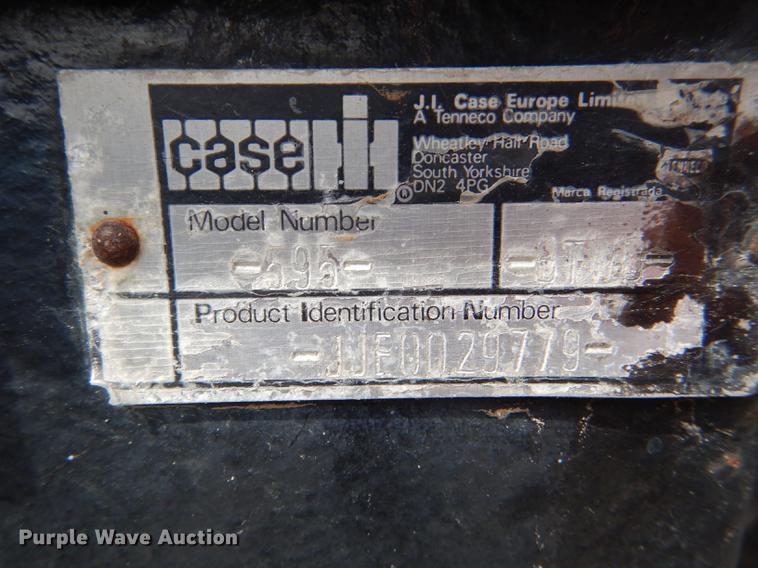 case IH
J.I. Case Europe Limited
A Tenneco Company
Wheatley Hall Road
Doncaster
South Yorkshire
DN2 4PG
®
TENNECO
Marca Registrada
Model Number
-595-
Product Identification Number
-JJE0029779-
Purple Wave Auction